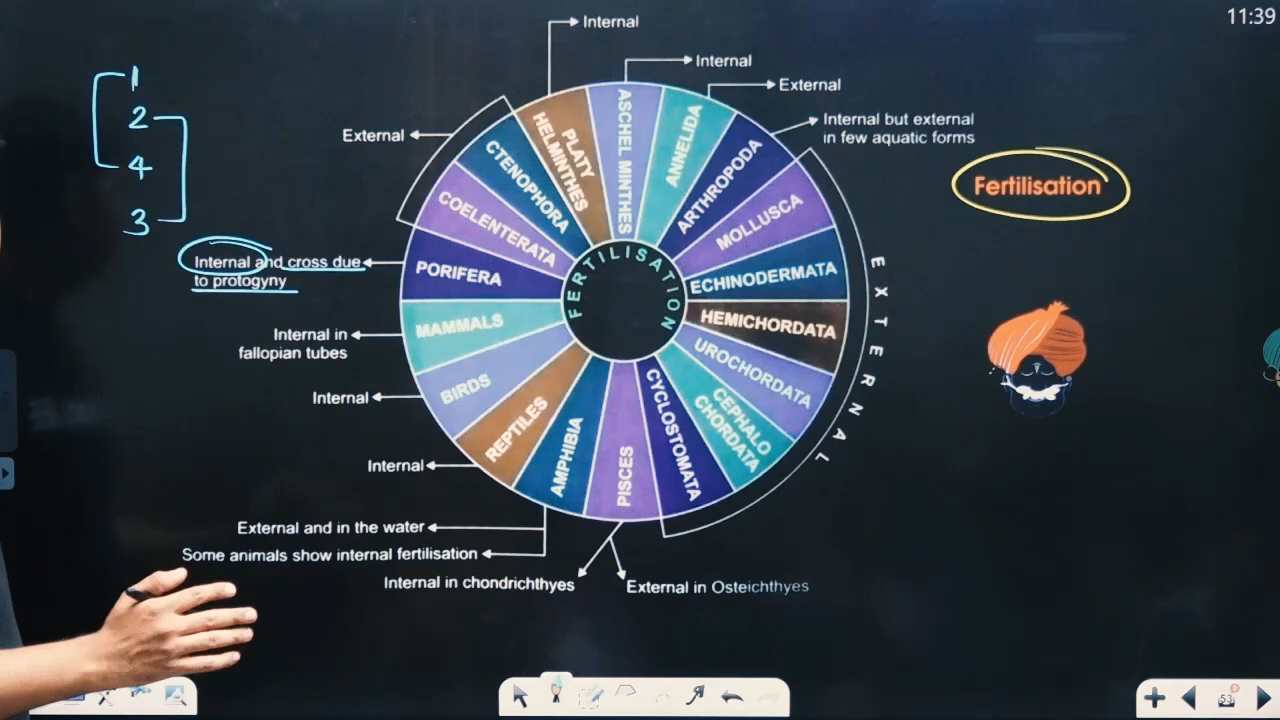 11:39
Internal
Internal
External
Internal but external
in few aquatic forms
External
Fertilisation
1
2
4
3
Internal and cross due
to protogyny
Internal in
fallopian tubes
Internal
Internal
External and in the water
Some animals show internal fertilisation
Internal in chondrichthyes
External in Osteichthyes
EXTERNAL
FERTILISATION
PLATY
HELMINTHES
ASCHEL MINTHES
ANNELIDA
ARTHROPODA
MOLLUSCA
ECHINODERMATA
HEMICHORDATA
UROCHORDATA
CEPHALO
CHORDATA
CYCLOSTOMATA
PISCES
AMPHIBIA
REPTILES
BIRDS
MAMMALS
PORIFERA
COELENTERATA
CTENOPHORA
53